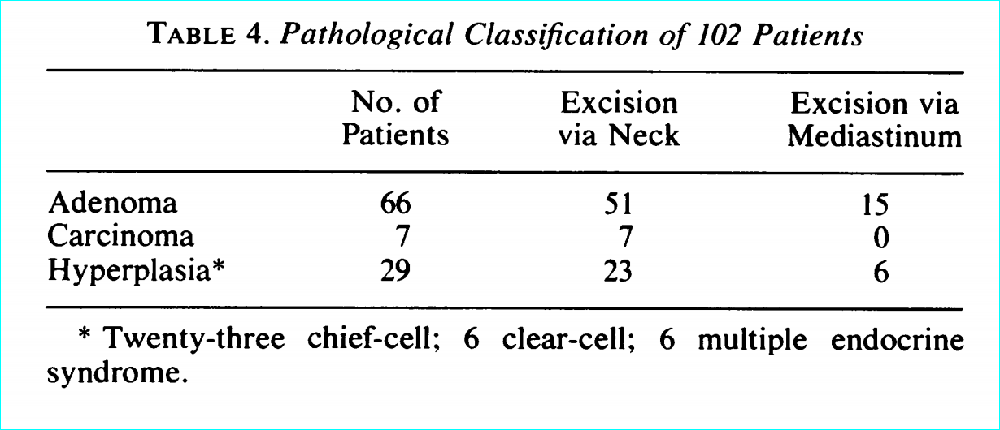 TABLE 4. Pathological Classification of 102 Patients
No. of Patients Excision via Neck Excision via Mediastinum
Adenoma 66 51 15
Carcinoma 7 7 0
Hyperplasia* 29 23 6
* Twenty-three chief-cell; 6 clear-cell; 6 multiple endocrine
syndrome.